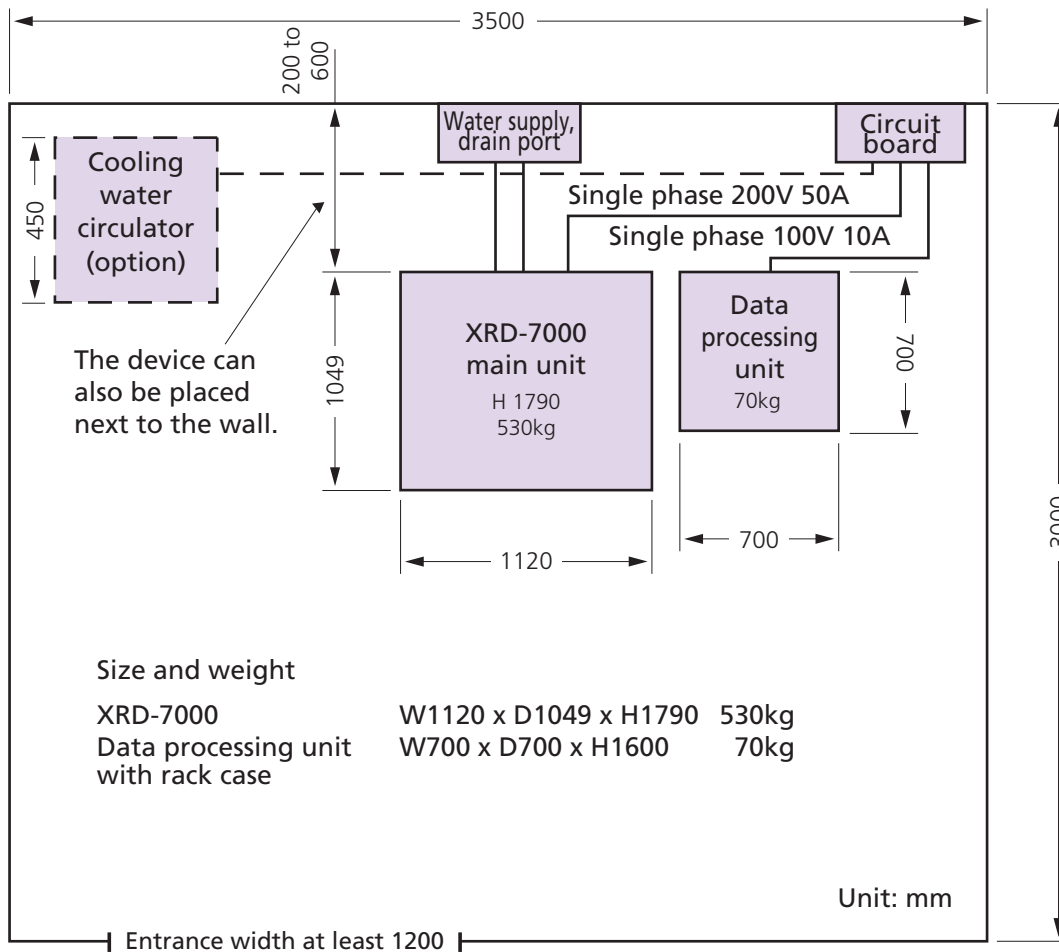 3500
200 to
600
Water supply,
drain port
Circuit
board
Cooling
water
circulator
(option)
450
Single phase 200V 50A
Single phase 100V 10A
The device can
also be placed
next to the wall.
1049
XRD-7000
main unit
H 1790
530kg
Data
processing
unit
70kg
700
3000
1120
700
Size and weight
XRD-7000 W1120 x D1049 x H1790 530kg
Data processing unit W700 x D700 x H1600 70kg
with rack case
Unit: mm
Entrance width at least 1200